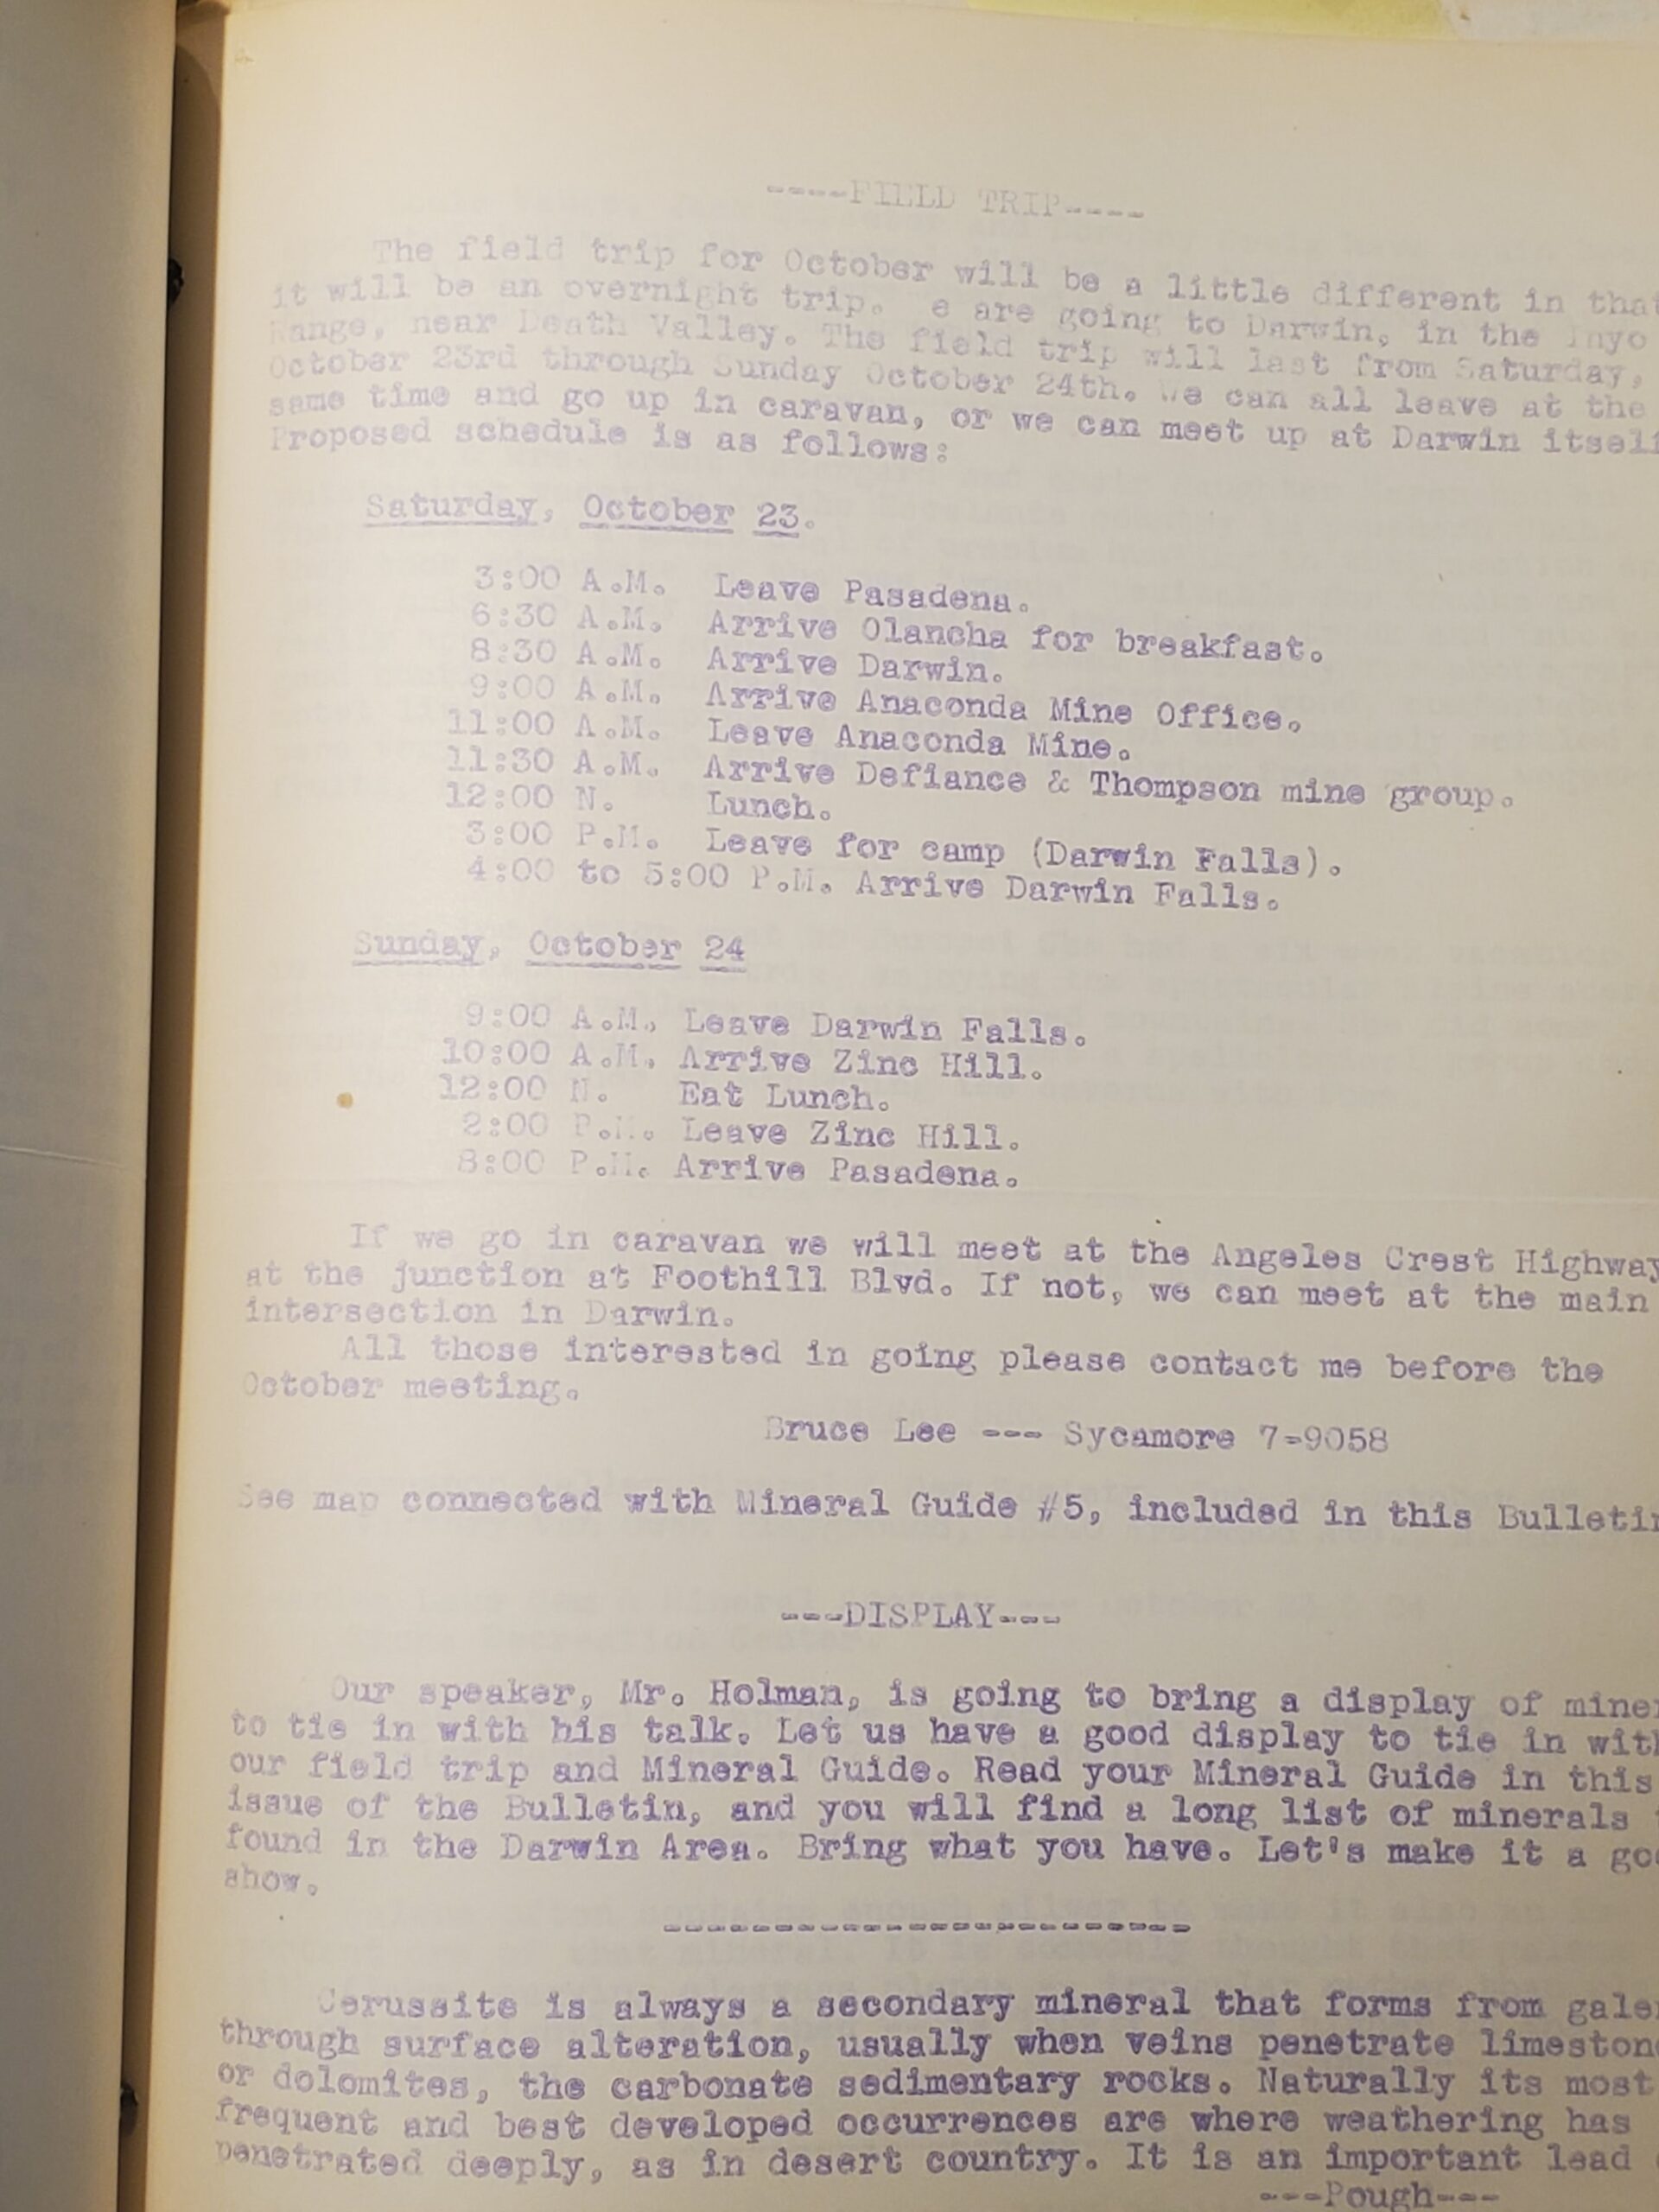 -----FIELD TRIP-----
The field trip for October will be a little different in that
it will be an overnight trip. e are going to Darwin, in the Inyo
Range, near Death Valley. The field trip will last from Saturday,
October 23rd through Sunday October 24th. We can all leave at the
same time and go up in caravan, or we can meet up at Darwin itself
Proposed schedule is as follows:
Saturday, October 23.
3:00 A.M. Leave Pasadena.
6:30 A.M. Arrive Olancha for breakfast.
8:30 A.M. Arrive Darwin.
9:00 A.M. Arrive Anaconda Mine Office.
11:00 A.M. Leave Anaconda Mine.
11:30 A.M. Arrive Defiance & Thompson mine group.
12:00 N. Lunch.
3:00 P.M. Leave for camp (Darwin Falls).
4:00 to 5:00 P.M. Arrive Darwin Falls.
Sunday, October 24
9:00 A.M. Leave Darwin Falls.
10:00 A.M. Arrive Zinc Hill.
12:00 N. Eat Lunch.
2:00 P.M. Leave Zinc Hill.
8:00 P.M. Arrive Pasadena.
If we go in caravan we will meet at the Angeles Crest Highway
at the junction at Foothill Blvd. If not, we can meet at the main
intersection in Darwin.
All those interested in going please contact me before the
October meeting.
Bruce Lee --- Sycamore 7-9058
See map connected with Mineral Guide #5, included in this Bulletin
---DISPLAY---
Our speaker, Mr. Holman, is going to bring a display of miner
to tie in with his talk. Let us have a good display to tie in with
our field trip and Mineral Guide. Read your Mineral Guide in this
issue of the Bulletin, and you will find a long list of minerals
found in the Darwin Area. Bring what you have. Let's make it a goo
show.
------------------------
Cerussite is always a secondary mineral that forms from galen
through surface alteration, usually when veins penetrate limestone
or dolomites, the carbonate sedimentary rocks. Naturally its most
frequent and best developed occurrences are where weathering has
penetrated deeply, as in desert country. It is an important lead
---Pough---